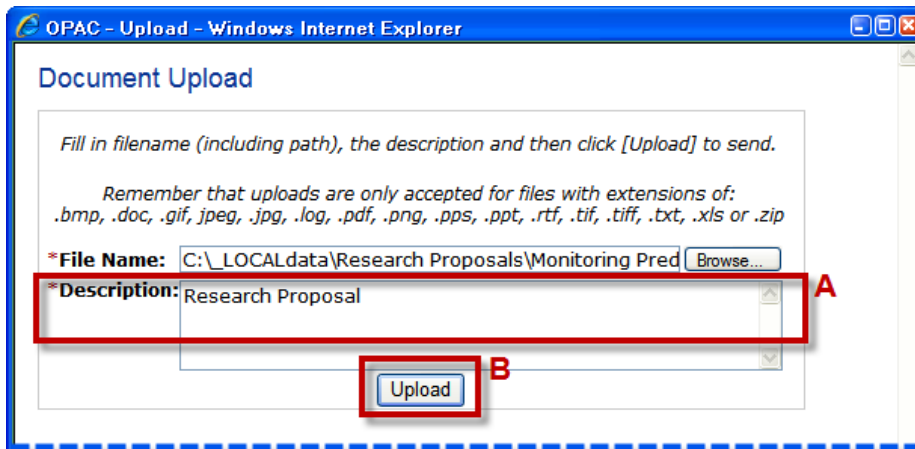 OPAC - Upload - Windows Internet Explorer
Document Upload
Fill in filename (including path), the description and then click [Upload] to send.
Remember that uploads are only accepted for files with extensions of:
.bmp, .doc, .gif, jpeg, .jpg, .log, .pdf, .png, .pps, .ppt, .rtf, .tif, .tiff, .txt, .xls or .zip
*File Name: C:\_LOCALdata\Research Proposals\Monitoring Pred Browse...
*Description: Research Proposal A
Upload B